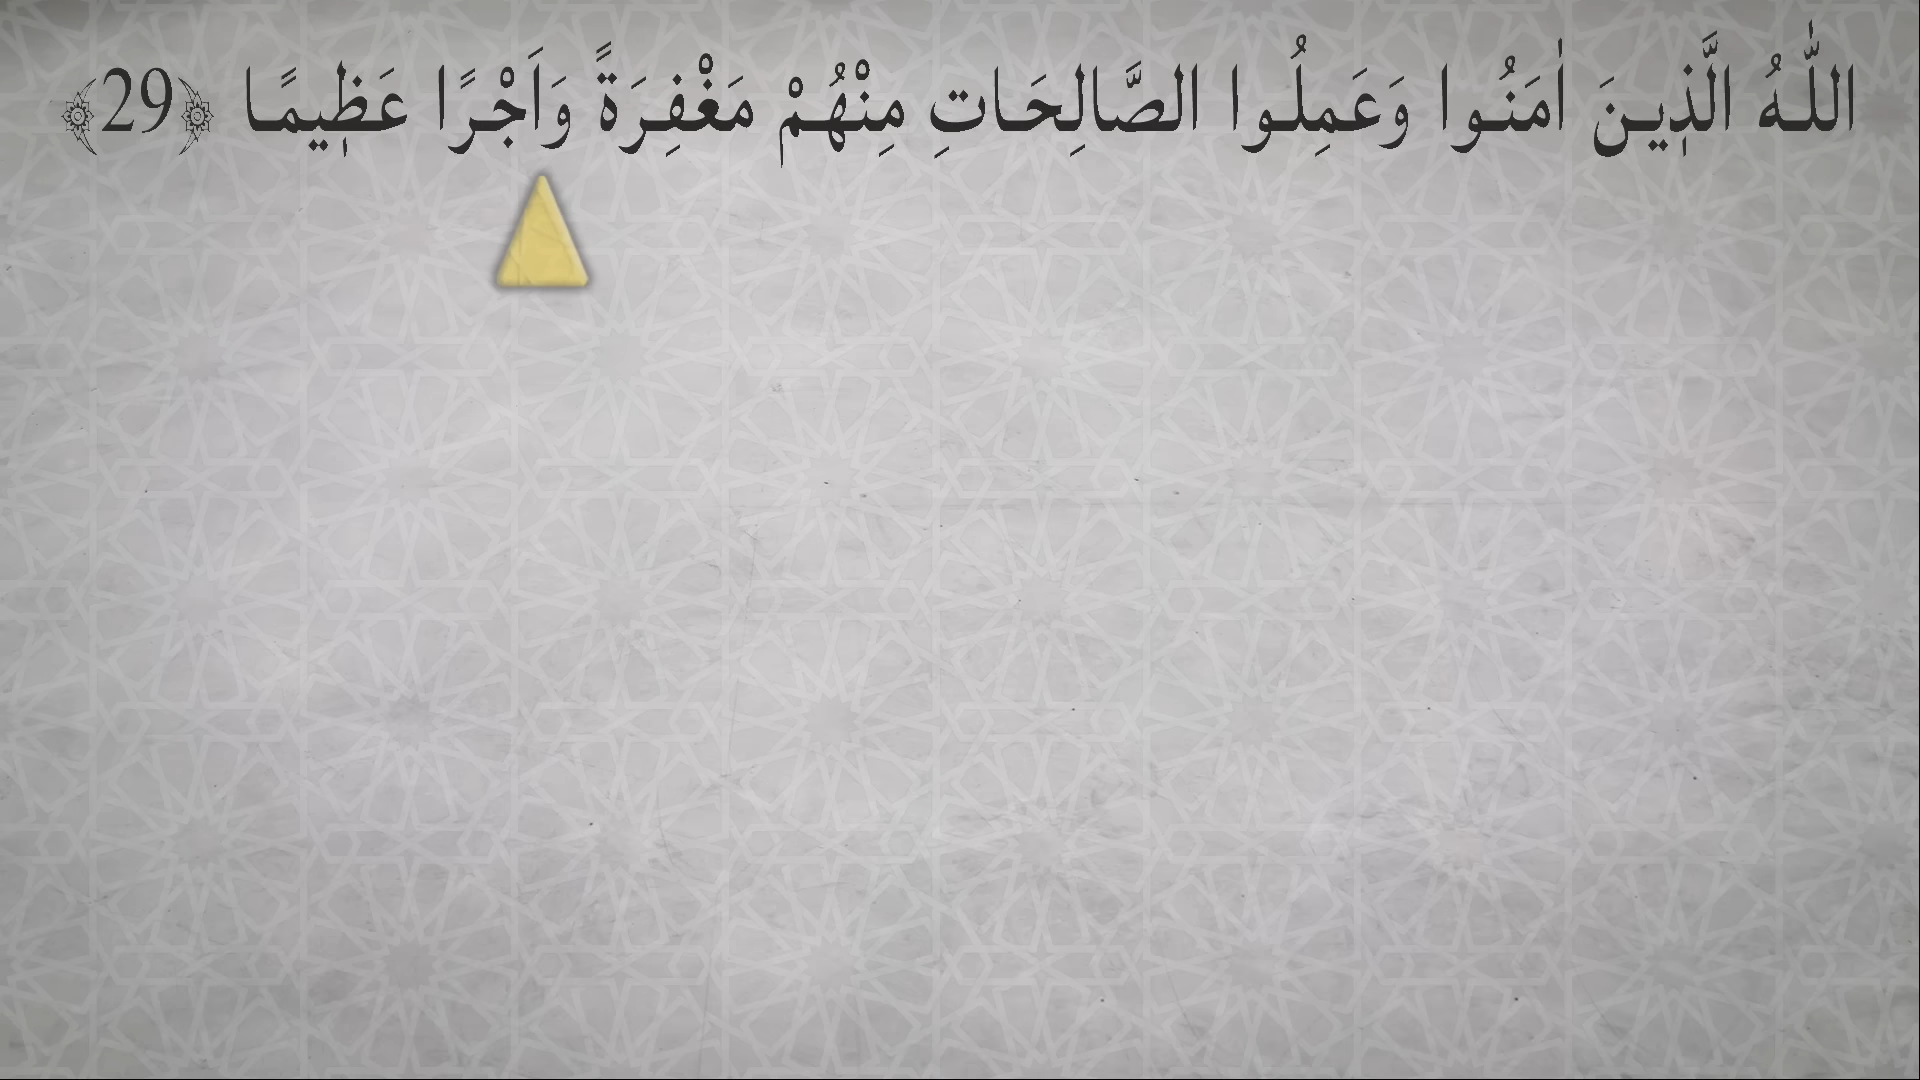 اللّٰهُ الَّذٖينَ اٰمَنُوا وَعَمِلُوا الصَّالِحَاتِ مِنْهُمْ مَغْفِرَةً وَاَجْرًا عَظٖيمًا ﴿29﴾